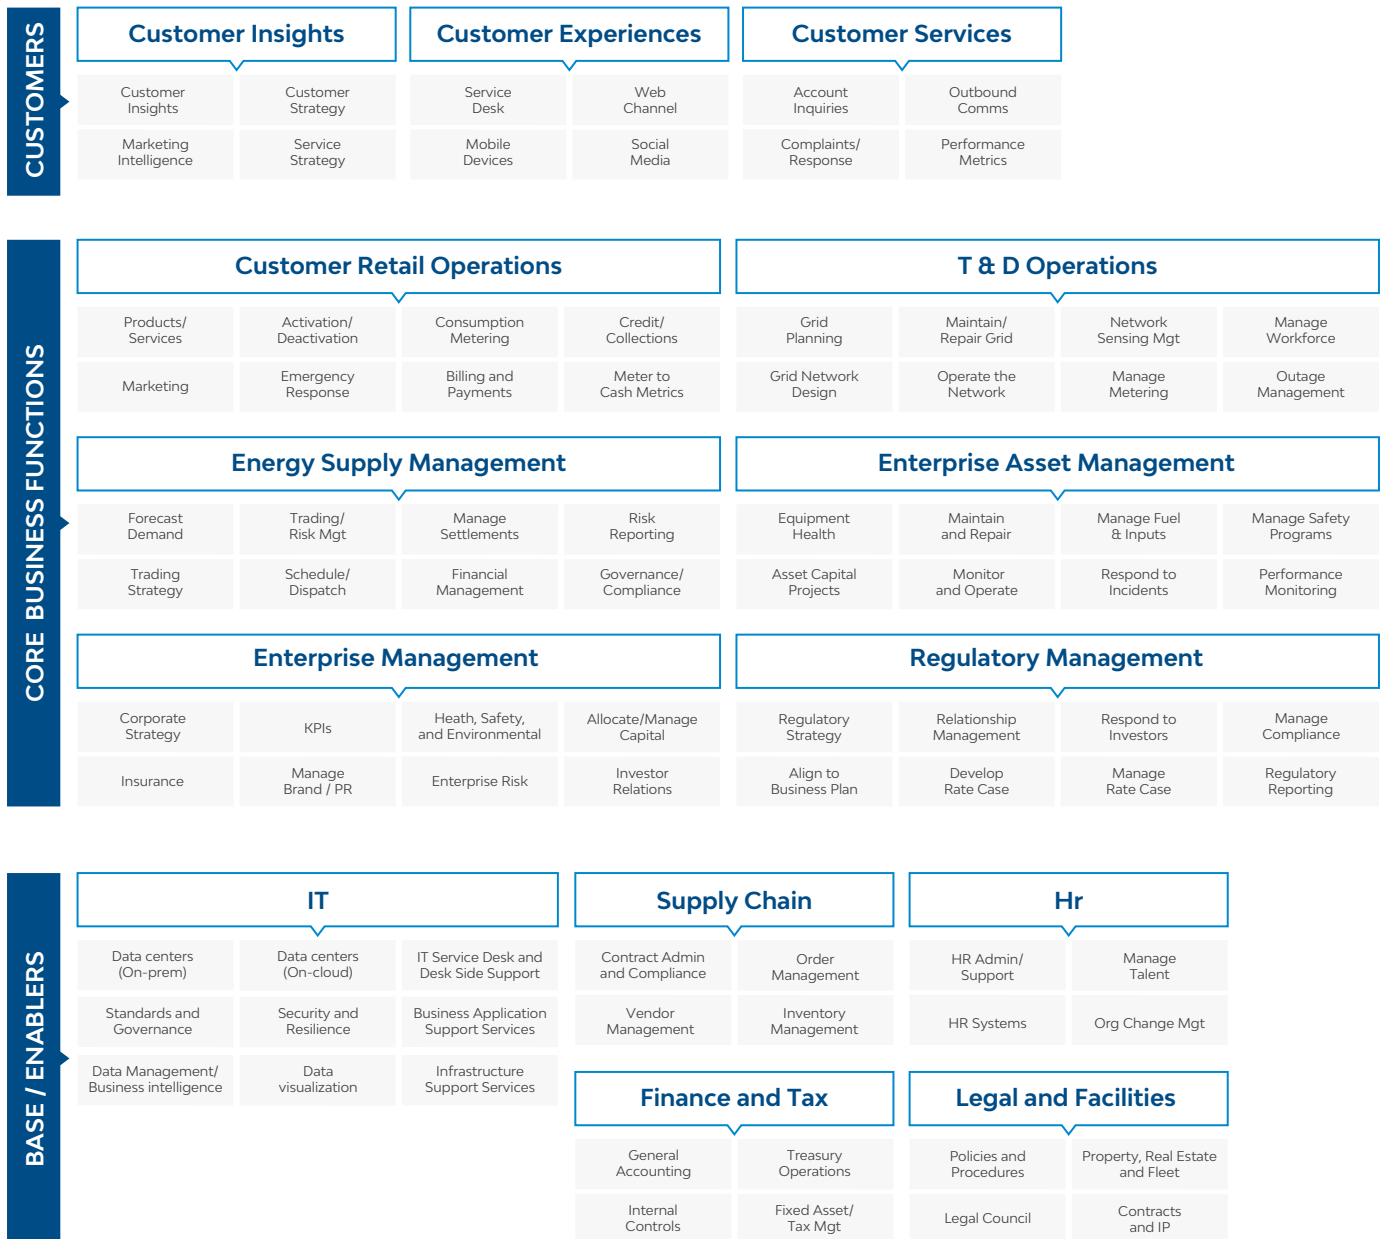 CUSTOMERS
Customer Insights
Customer
Insights
Customer
Strategy
Marketing
Intelligence
Service
Strategy
Customer Experiences
Service
Desk
Web
Channel
Mobile
Devices
Social
Media
Customer Services
Account
Inquiries
Outbound
Comms
Complaints/
Response
Performance
Metrics
CORE BUSINESS FUNCTIONS
Customer Retail Operations
Products/
Services
Activation/
Deactivation
Consumption
Metering
Credit/
Collections
Marketing
Emergency
Response
Billing and
Payments
Meter to
Cash Metrics
T & D Operations
Grid
Planning
Maintain/
Repair Grid
Network
Sensing Mgt
Manage
Workforce
Grid Network
Design
Operate the
Network
Manage
Metering
Outage
Management
Energy Supply Management
Forecast
Demand
Trading/
Risk Mgt
Manage
Settlements
Risk
Reporting
Trading
Strategy
Schedule/
Dispatch
Financial
Management
Governance/
Compliance
Enterprise Asset Management
Equipment
Health
Maintain
and Repair
Manage Fuel
& Inputs
Manage Safety
Programs
Asset Capital
Projects
Monitor
and Operate
Respond to
Incidents
Performance
Monitoring
Enterprise Management
Corporate
Strategy
KPIs
Heath, Safety,
and Environmental
Allocate/Manage
Capital
Insurance
Manage
Brand / PR
Enterprise Risk
Investor
Relations
Regulatory Management
Regulatory
Strategy
Relationship
Management
Respond to
Investors
Manage
Compliance
Align to
Business Plan
Develop
Rate Case
Manage
Rate Case
Regulatory
Reporting
BASE / ENABLERS
IT
Data centers
(On-prem)
Data centers
(On-cloud)
IT Service Desk and
Desk Side Support
Standards and
Governance
Security and
Resilience
Business Application
Support Services
Data Management/
Business intelligence
Data
visualization
Infrastructure
Support Services
Supply Chain
Contract Admin
and Compliance
Order
Management
Vendor
Management
Inventory
Management
Hr
HR Admin/
Support
Manage
Talent
HR Systems
Org Change Mgt
Finance and Tax
General
Accounting
Treasury
Operations
Internal
Controls
Fixed Asset/
Tax Mgt
Legal and Facilities
Policies and
Procedures
Property, Real Estate
and Fleet
Legal Council
Contracts
and IP